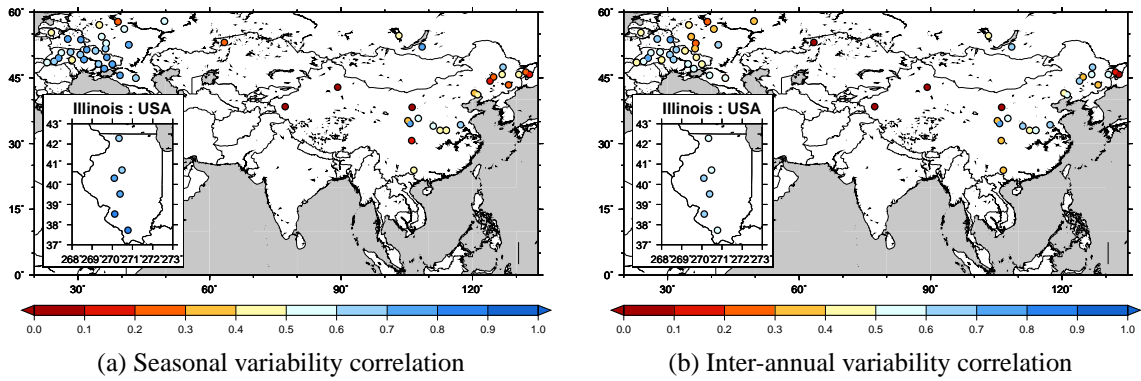 60˚
45˚
30˚
15˚
0˚
60˚ 90˚ 120˚
Illinois : USA
43˚
42˚
41˚
40˚
39˚
38˚
37˚
268˚ 269˚ 270˚ 271˚ 272˚ 273˚
0.0 0.1 0.2 0.3 0.4 0.5 0.6 0.7 0.8 0.9 1.0
(a) Seasonal variability correlation
60˚
45˚
30˚
15˚
0˚
60˚ 90˚ 120˚
Illinois : USA
43˚
42˚
41˚
40˚
39˚
38˚
37˚
268˚ 269˚ 270˚ 271˚ 272˚ 273˚
0.0 0.1 0.2 0.3 0.4 0.5 0.6 0.7 0.8 0.9 1.0
(b) Inter-annual variability correlation